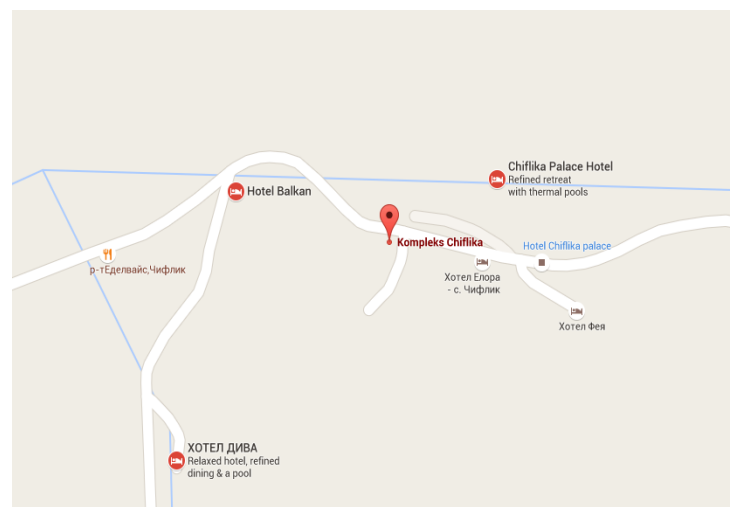 Chiflika Palace Hotel
Refined retreat
with thermal pools
Hotel Balkan
Kompleks Chiflika
Hotel Chiflika palace
р-тЕделвайс,Чифлик
Хотел Елора
- с. Чифлик
Хотел Фея
ХОТЕЛ ДИВА
Relaxed hotel, refined
dining & a pool